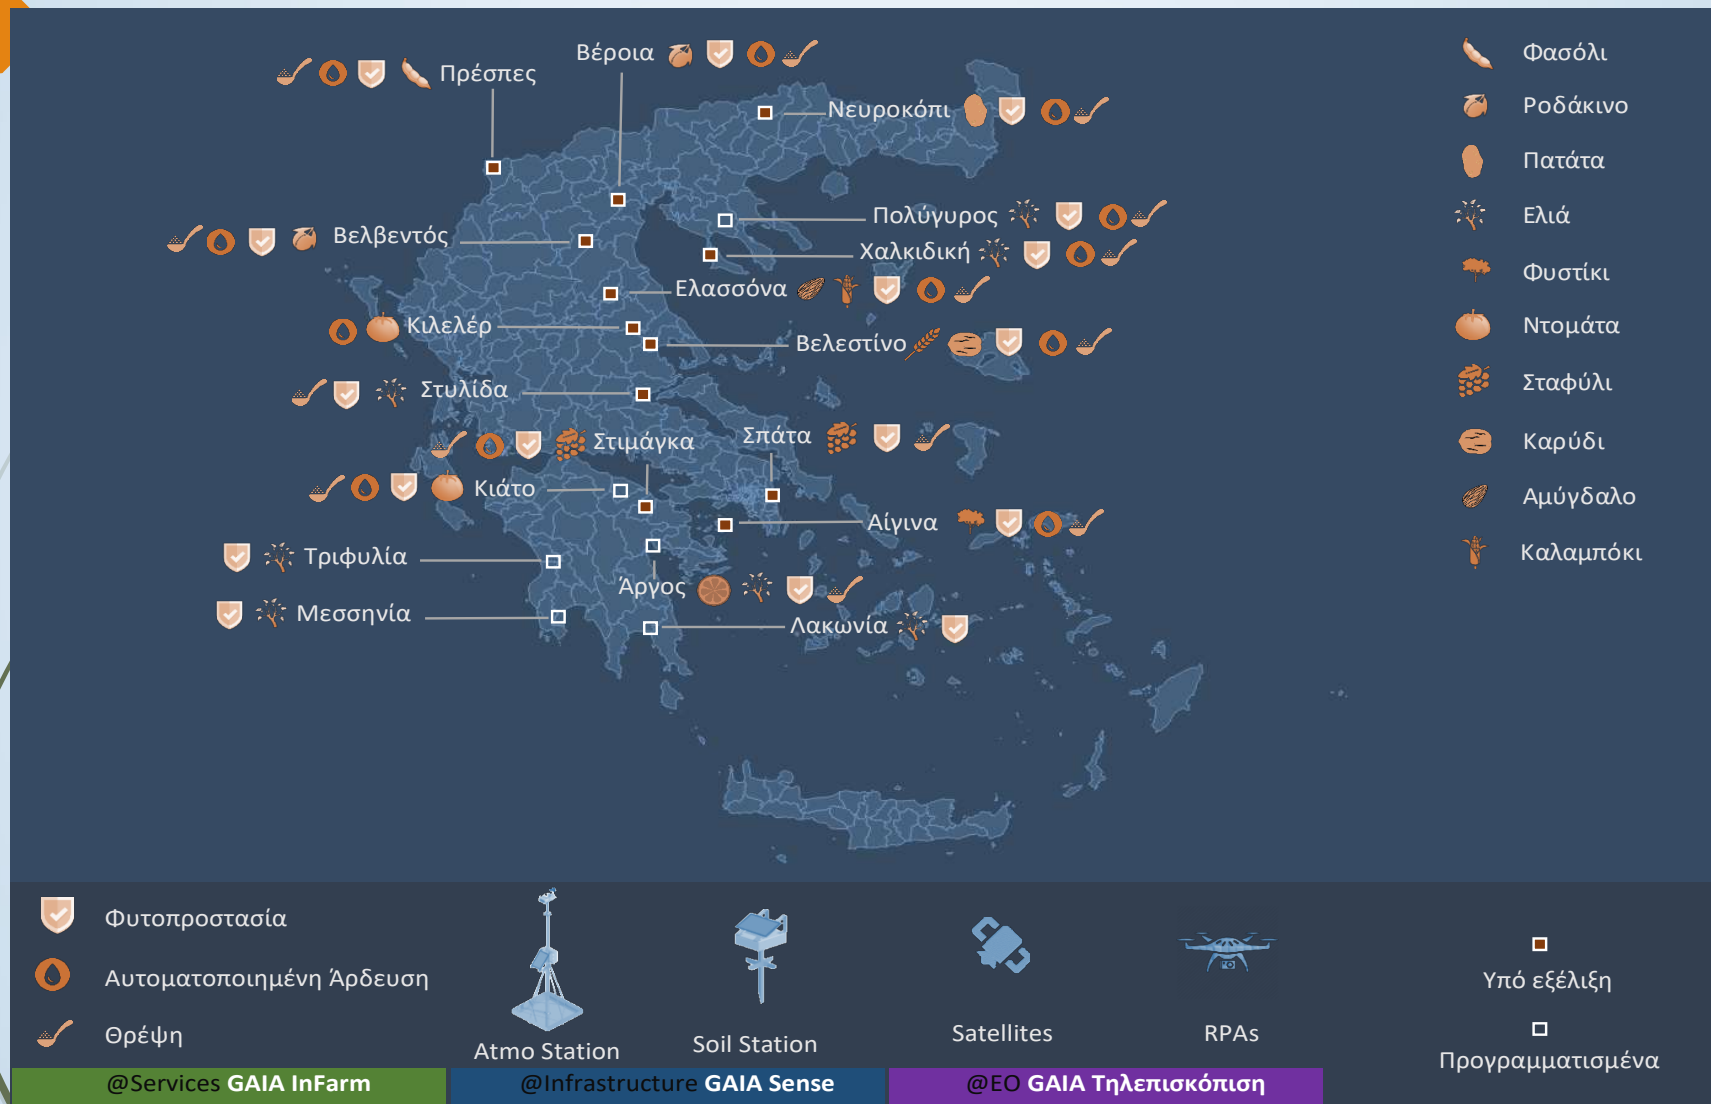 Βέροια
Πρέσπες
Νευροκόπι
Πολύγυρος
Βελβεντός
Χαλκιδική
Ελασσόνα
Κιλελέρ
Βελεστίνο
Στυλίδα
Στιμάγκα
Σπάτα
Κιάτο
Αίγινα
Τριφυλία
Άργος
Μεσσηνία
Λακωνία
Φασόλι
Ροδάκινο
Πατάτα
Ελιά
Φυστίκι
Ντομάτα
Σταφύλι
Καρύδι
Αμύγδαλο
Καλαμπόκι
Φυτοπροστασία
Αυτοματοποιημένη Άρδευση
Θρέψη
Atmo Station
Soil Station
Satellites
RPAs
Υπό εξέλιξη
Προγραμματισμένα
@Services GAIA InFarm
@Infrastructure GAIA Sense
@EO GAIA Τηλεπισκόπιση